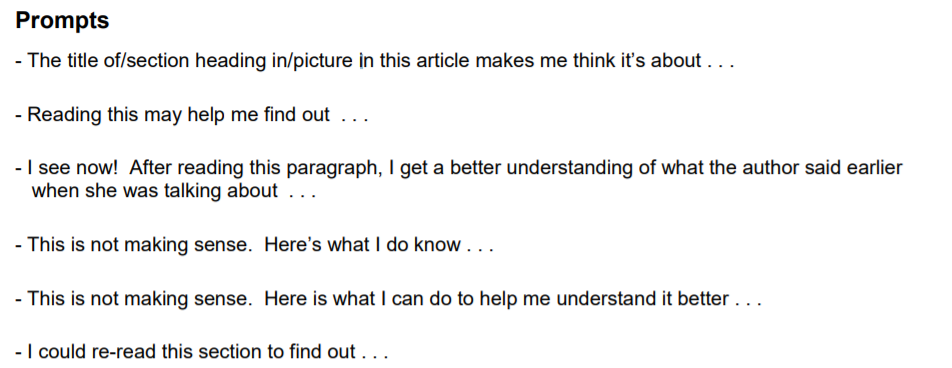 Prompts
- The title of/section heading in/picture in this article makes me think it’s about . . .
- Reading this may help me find out  . . .
- I see now!  After reading this paragraph, I get a better understanding of what the author said earlier
when she was talking about  . . .
- This is not making sense.  Here’s what I do know . . .
- This is not making sense.  Here is what I can do to help me understand it better . . .
- I could re-read this section to find out . . .